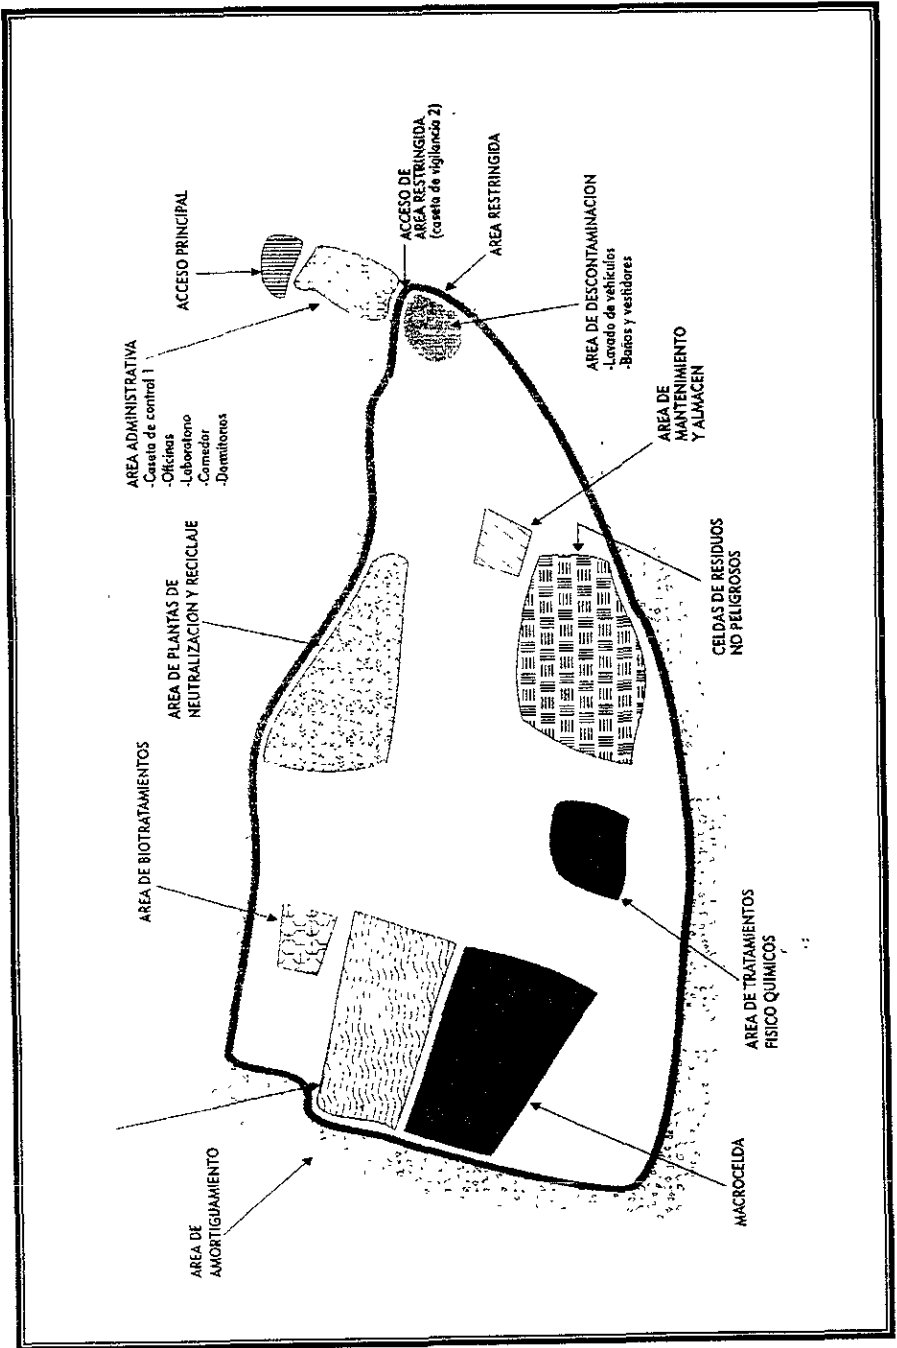 ACCESO PRINCIPAL
AREA ADMINISTRATIVA
-Caseta de control 1
-Oficinas
-Laboratorio
-Comedor
-Dormitorios
ACCESO DE
AREA RESTRINGIDA
(caseta de vigilancia 2)
AREA RESTRINGIDA
AREA DE DESCONTAMINACION
-Lavado de vehiculos
-Baños y vestidores
AREA DE
MANTENIMIENTO
Y ALMACEN
AREA DE PLANTAS DE
NEUTRALIZACION Y RECICLAJE
CELDAS DE RESIDUOS
NO PELIGROSOS
AREA DE BIOTRATAMIENTOS
AREA DE TRATAMIENTOS
FISICO QUIMICOS
AREA DE
AMORTIGUAMIENTO
MACROCELDA